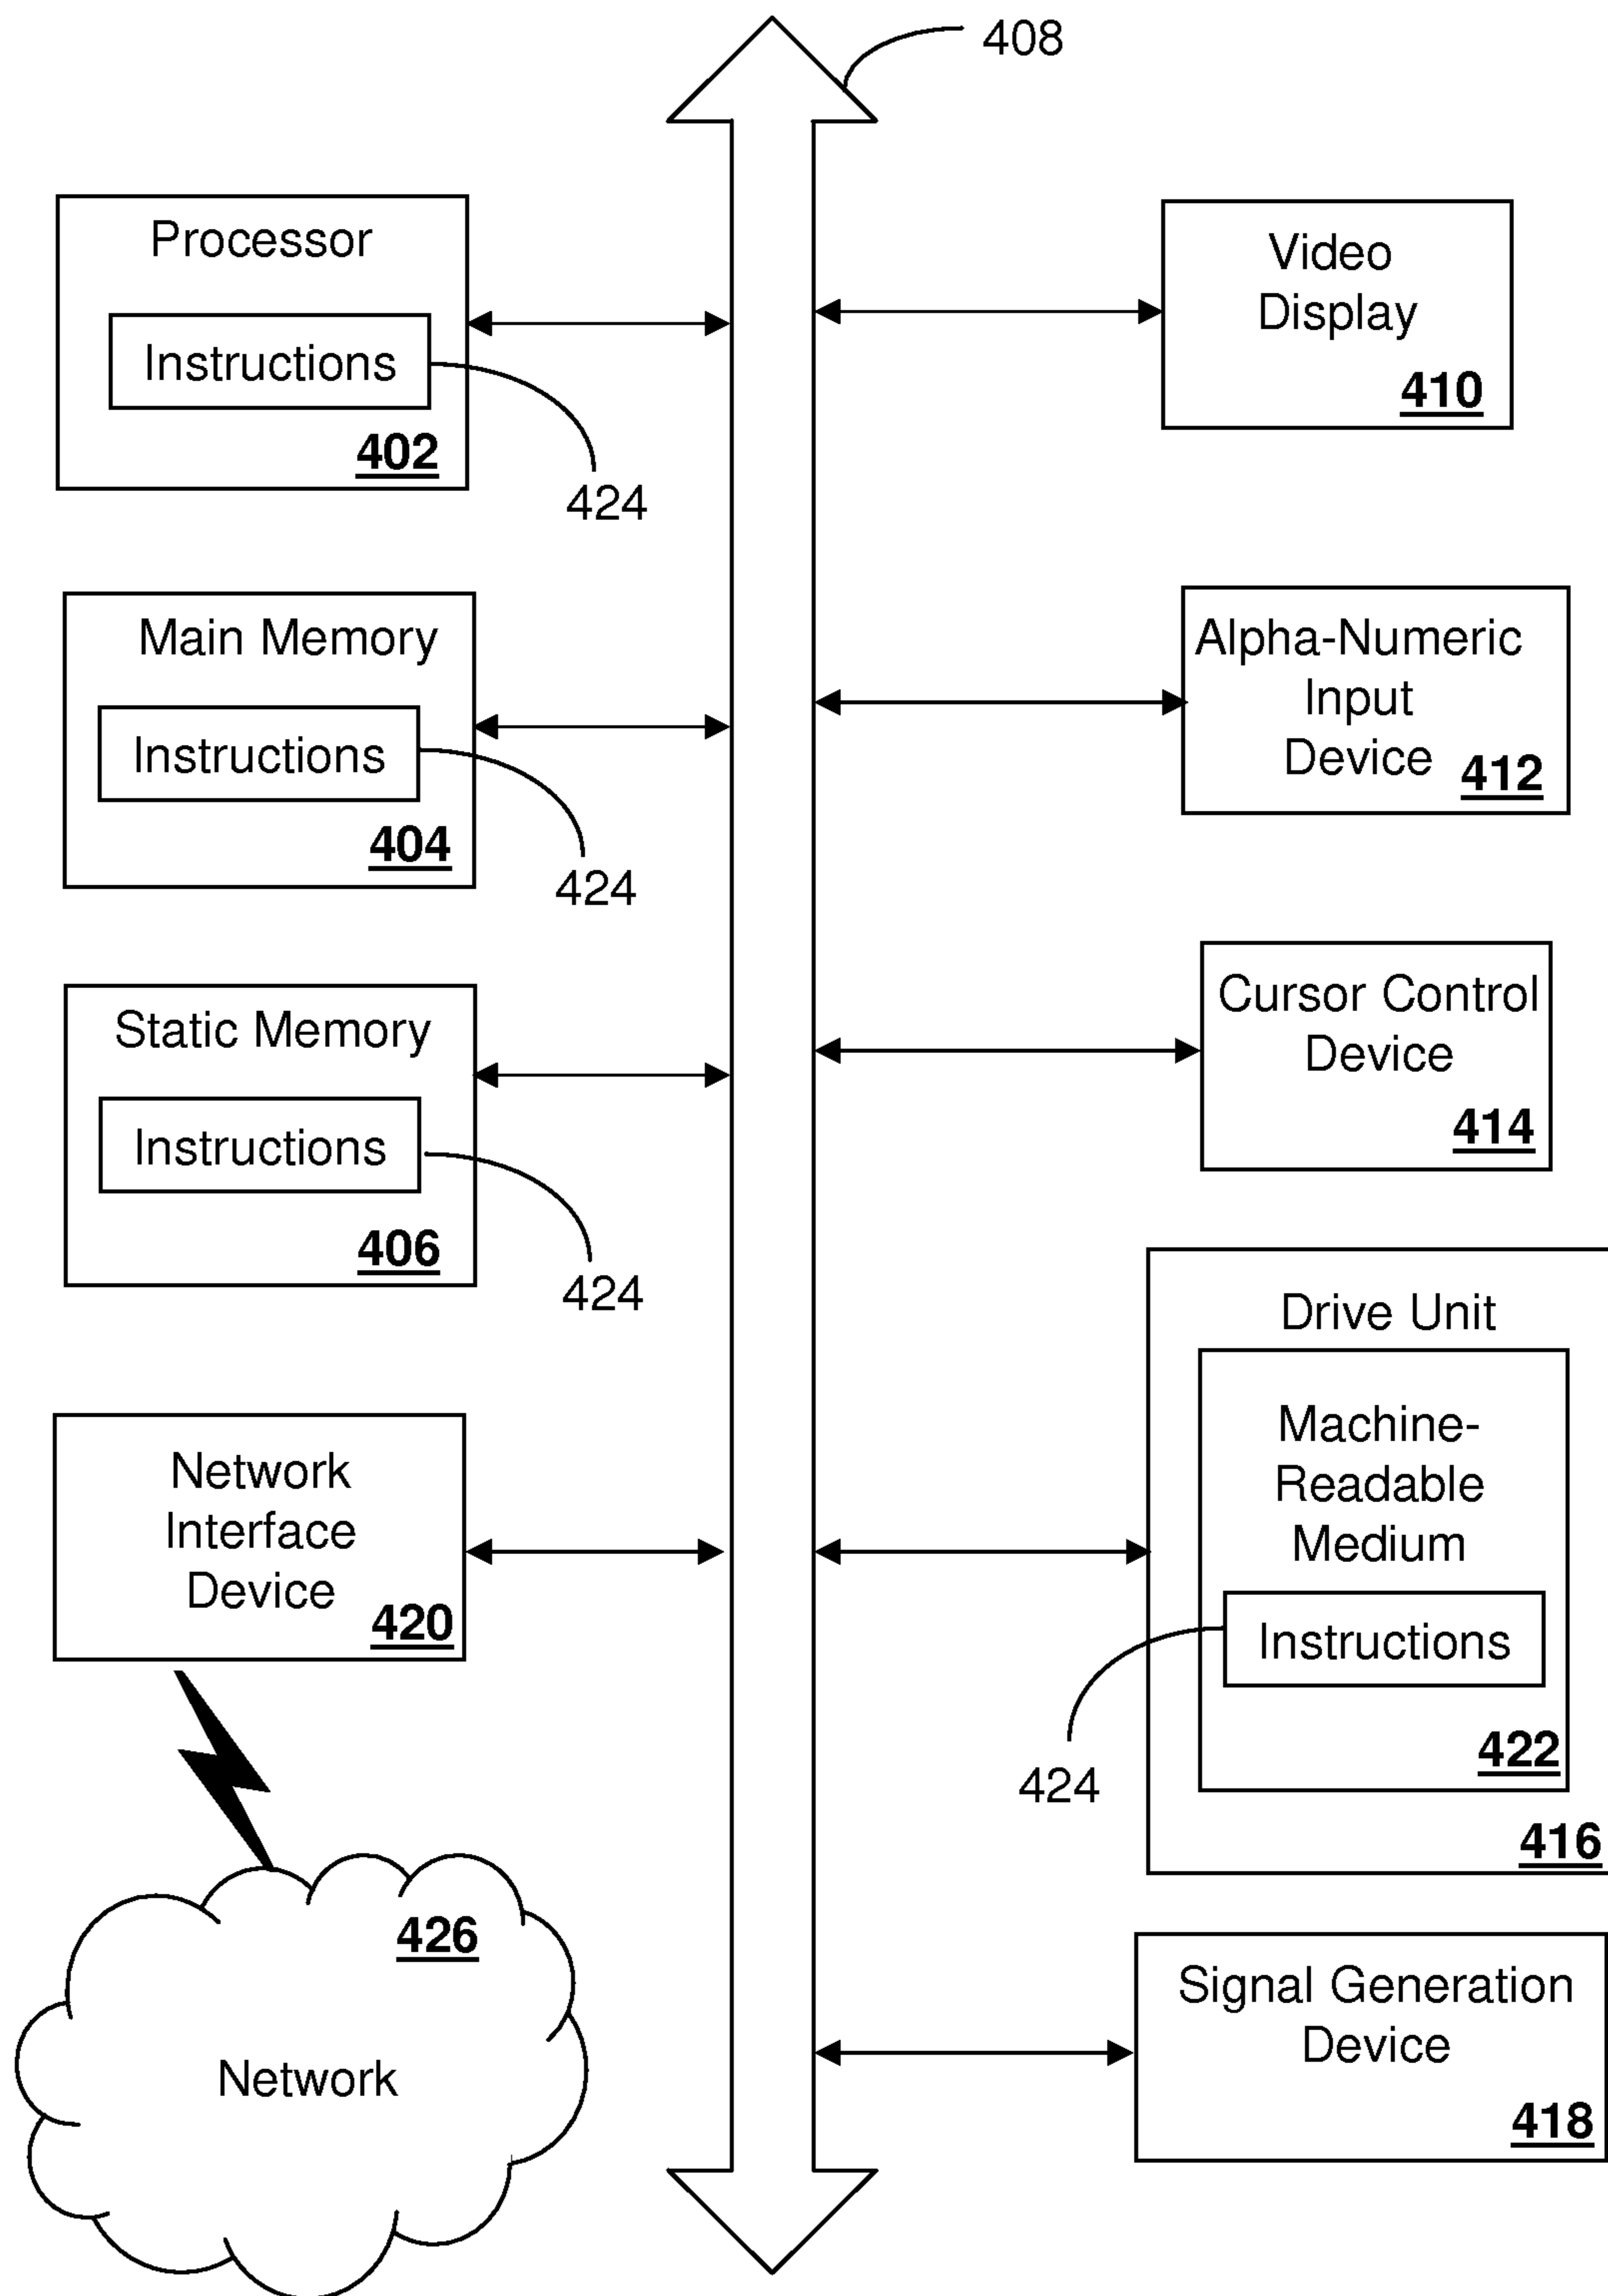 408
Processor
Instructions
402
424
Main Memory
Instructions
404
424
Static Memory
Instructions
406
424
Network
Interface
Device
420
426
Network
Video
Display
410
Alpha-Numeric
Input
Device
412
Cursor Control
Device
414
Drive Unit
Machine-
Readable
Medium
Instructions
422
424
416
Signal Generation
Device
418